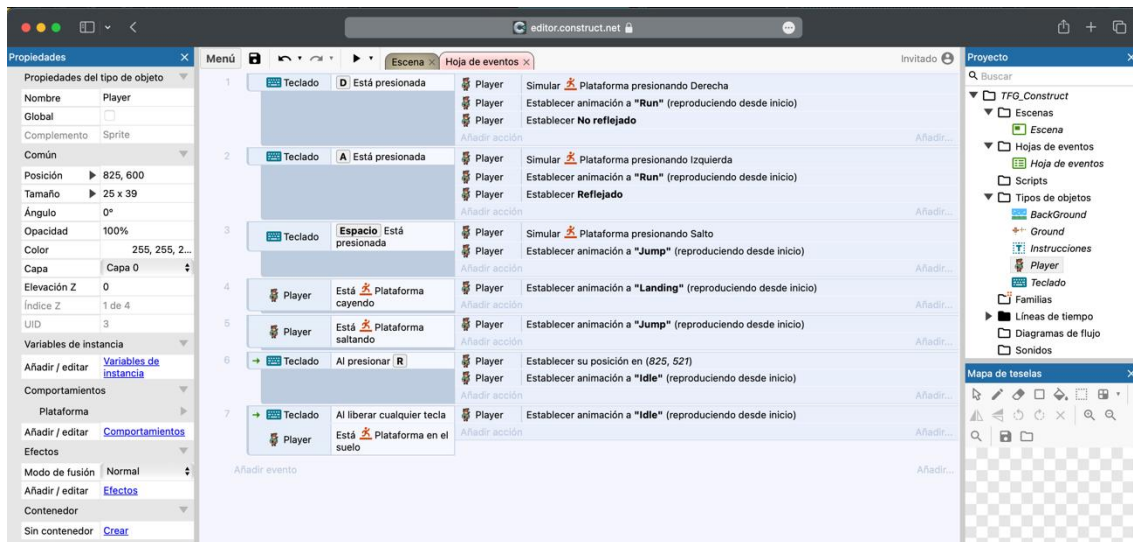 editor.construct.net
Propiedades
Menú
Escena
Hoja de eventos
Invitado
Proyecto
Propiedades del tipo de objeto
Nombre Player
Global
Complemento Sprite
Común
Posición 825, 600
Tamaño 25 x 39
Ángulo 0°
Opacidad 100%
Color 255, 255, 2...
Capa Capa 0
Elevación Z 0
Índice Z 1 de 4
UID 3
Variables de instancia
Añadir / editar Variables de instancia
Comportamientos
Plataforma
Añadir / editar Comportamientos
Efectos
Modo de fusión Normal
Añadir / editar Efectos
Contenedor
Sin contenedor Crear
1 Teclado D Está presionada
Player Simular Plataforma presionando Derecha
Player Establecer animación a "Run" (reproduciendo desde inicio)
Player Establecer No reflejado
Añadir acción Añadir...
2 Teclado A Está presionada
Player Simular Plataforma presionando Izquierda
Player Establecer animación a "Run" (reproduciendo desde inicio)
Player Establecer Reflejado
Añadir acción Añadir...
3 Teclado Espacio Está presionada
Player Simular Plataforma presionando Salto
Player Establecer animación a "Jump" (reproduciendo desde inicio)
Añadir acción Añadir...
4 Player Está Plataforma cayendo
Player Establecer animación a "Landing" (reproduciendo desde inicio)
Añadir acción Añadir...
5 Player Está Plataforma saltando
Player Establecer animación a "Jump" (reproduciendo desde inicio)
Añadir acción Añadir...
6 Teclado Al presionar R
Player Establecer su posición en (825, 521)
Player Establecer animación a "Idle" (reproduciendo desde inicio)
Añadir acción Añadir...
7 Teclado Al liberar cualquier tecla
Player Está Plataforma en el suelo
Player Establecer animación a "Idle" (reproduciendo desde inicio)
Añadir acción Añadir...
Añadir evento Añadir...
Buscar
TFG_Construct
Escenas
Escena
Hojas de eventos
Hoja de eventos
Scripts
Tipos de objetos
BackGround
Ground
Instrucciones
Player
Teclado
Familias
Líneas de tiempo
Diagramas de flujo
Sonidos
Mapa de teselas